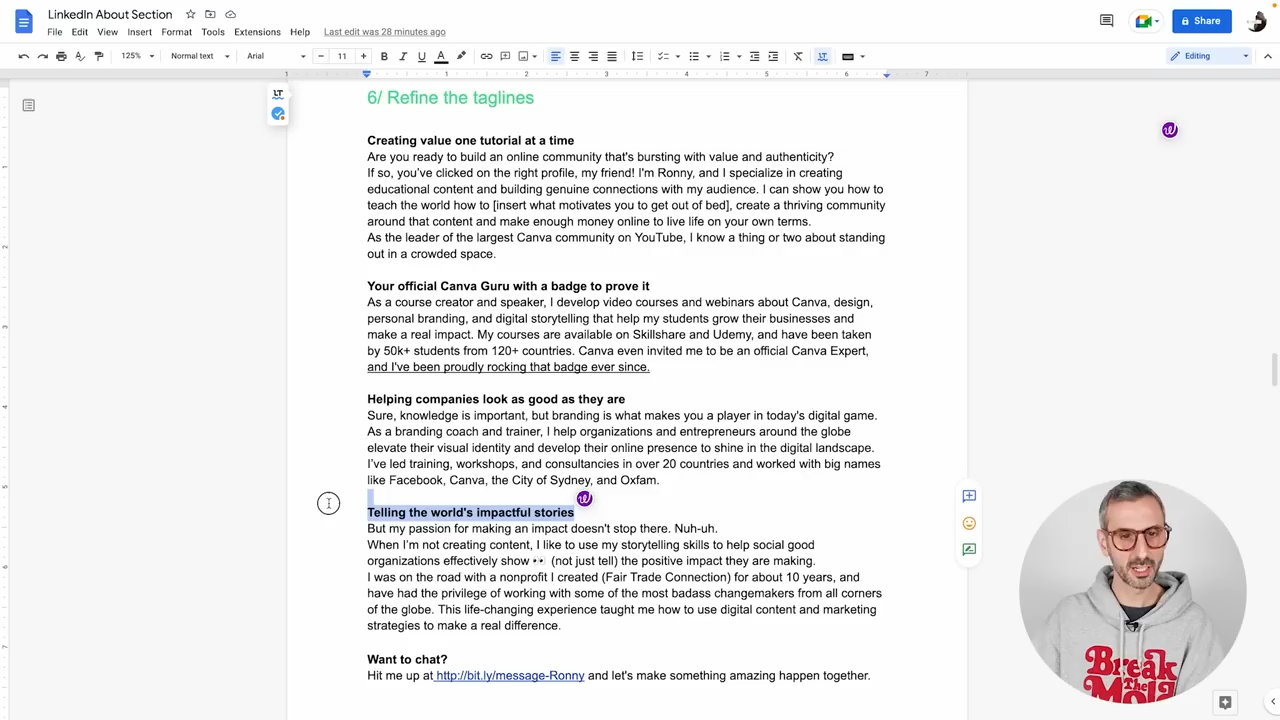 LinkedIn About Section
File Edit View Insert Format Tools Extensions Help Last edit was 28 minutes ago
Share
125% Normal text Arial 11 Editing
1 1 2 3 4 5 6 7
6/ Refine the taglines
Creating value one tutorial at a time
Are you ready to build an online community that's bursting with value and authenticity?
If so, you've clicked on the right profile, my friend! I'm Ronny, and I specialize in creating
educational content and building genuine connections with my audience. I can show you how to
teach the world how to [insert what motivates you to get out of bed], create a thriving community
around that content and make enough money online to live life on your own terms.
As the leader of the largest Canva community on YouTube, I know a thing or two about standing
out in a crowded space.
Your official Canva Guru with a badge to prove it
As a course creator and speaker, I develop video courses and webinars about Canva, design,
personal branding, and digital storytelling that help my students grow their businesses and
make a real impact. My courses are available on Skillshare and Udemy, and have been taken
by 50k+ students from 120+ countries. Canva even invited me to be an official Canva Expert,
and I've been proudly rocking that badge ever since.
Helping companies look as good as they are
Sure, knowledge is important, but branding is what makes you a player in today's digital game.
As a branding coach and trainer, I help organizations and entrepreneurs around the globe
elevate their visual identity and develop their online presence to shine in the digital landscape.
I've led training, workshops, and consultancies in over 20 countries and worked with big names
like Facebook, Canva, the City of Sydney, and Oxfam.
Telling the world's impactful stories
But my passion for making an impact doesn't stop there. Nuh-uh.
When I'm not creating content, I like to use my storytelling skills to help social good
organizations effectively show 👀 (not just tell) the positive impact they are making.
I was on the road with a nonprofit I created (Fair Trade Connection) for about 10 years, and
have had the privilege of working with some of the most badass changemakers from all corners
of the globe. This life-changing experience taught me how to use digital content and marketing
strategies to make a real difference.
Want to chat?
Hit me up at http://bit.ly/message-Ronny and let's make something amazing happen together.
Break
The Mold